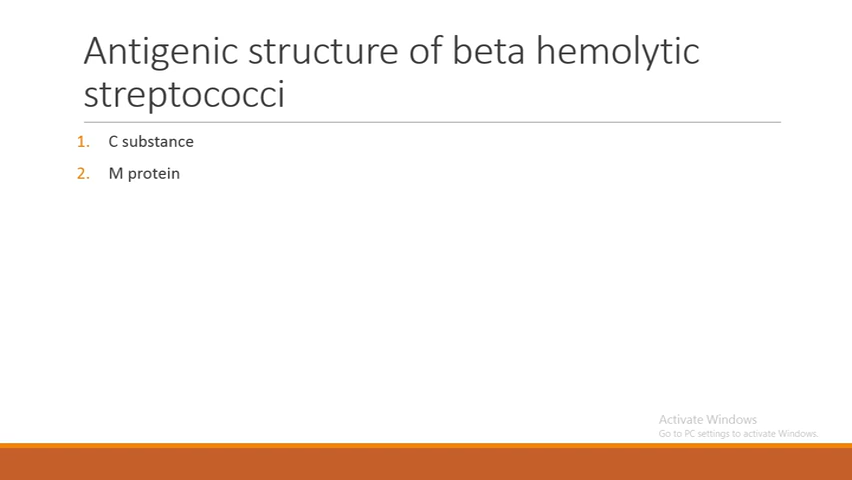 Antigenic structure of beta hemolytic
streptococci
1. C substance
2. M protein
Activate Windows
Go to PC settings to activate Windows.